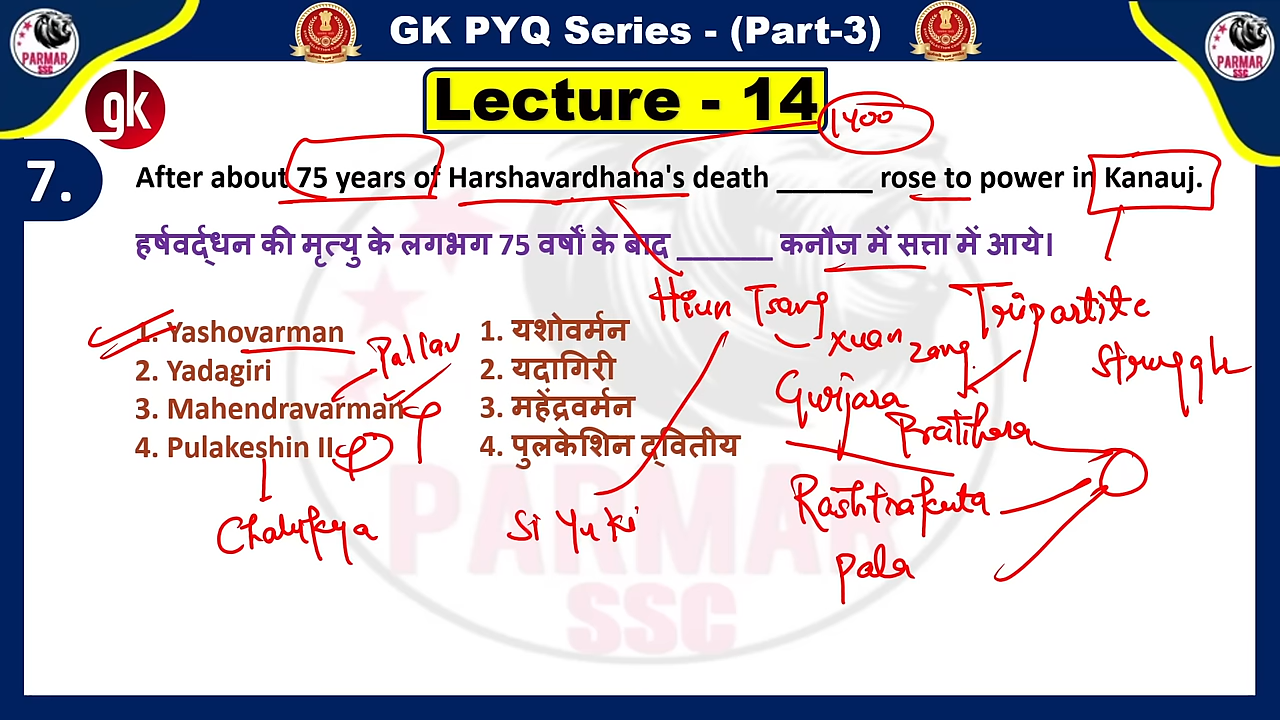 GK PYQ Series - (Part-3)
PARMAR
SSC
PARMAR
SSC
gk
Lecture - 14
1400
7.
After about 75 years of Harshavardhana's death ______ rose to power in Kanauj.
हर्षवर्द्धन की मृत्यु के लगभग 75 वर्षों के बाद ______ कनौज में सत्ता में आये।
Hiun Tsang
Xuan zang
Tripartite
Struggle
1. Yashovarman
1. यशोवर्मन
Pallav
2. Yadagiri
2. यदागिरी
3. Mahendravarman
3. महेंद्रवर्मन
4. Pulakeshin II
4. पुलकेशिन द्वितीय
Gurjara
Pratihara
Rashtrakuta
Pala
Chalukya
Si Yu ki
PARMAR
SSC